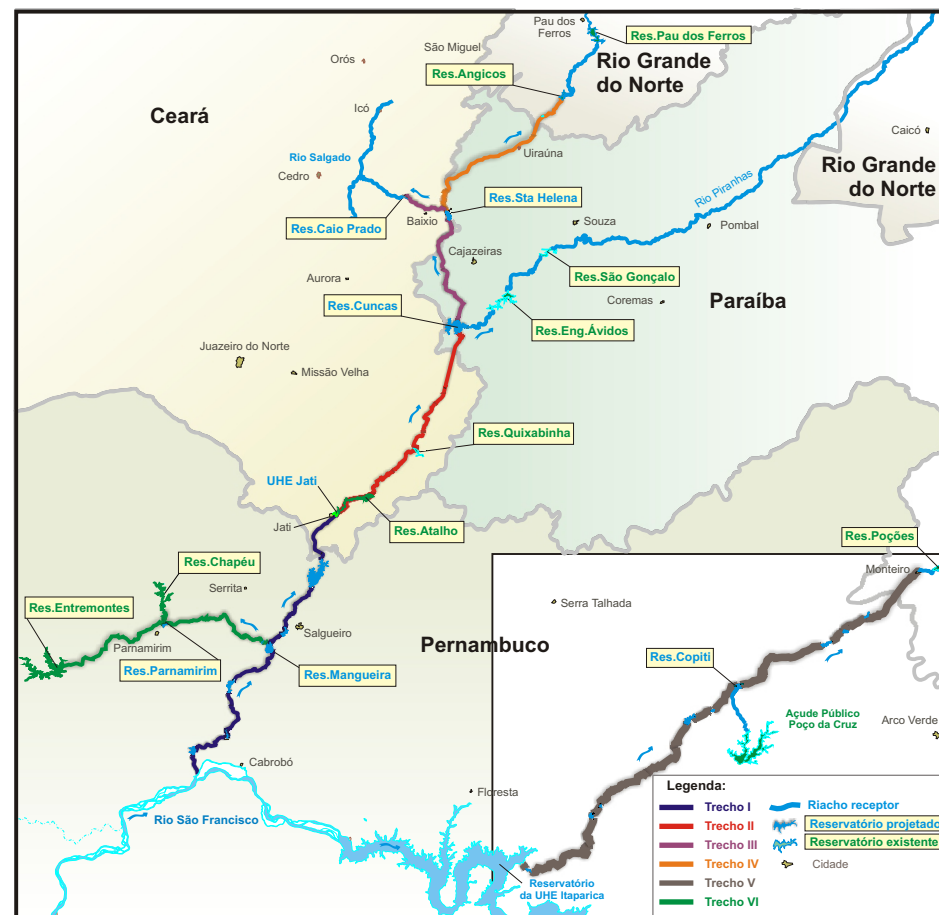 Pau dos
Ferros
Res.Pau dos Ferros
São Miguel
Orós
Rio Grande
do Norte
Res.Angicos
Ceará
Icó
Caicó
Uiraúna
Rio Salgado
Rio Grande
do Norte
Cedro
Rio Piranhas
Res.Sta Helena
Res.Caio Prado
Baixio
Souza
Pombal
Cajazeiras
Res.São Gonçalo
Aurora
Res.Cuncas
Coremas
Paraíba
Res.Eng.Ávidos
Juazeiro do Norte
Missão Velha
Res.Quixabinha
UHE Jati
Jati
Res.Atalho
Res.Poções
Res.Chapéu
Monteiro
Serrita
Res.Entremontes
Serra Talhada
Salgueiro
Parnamirim
Pernambuco
Res.Parnamirim
Res.Mangueira
Res.Copiti
Açude Público
Poço da Cruz
Arco Verde
Cabrobó
Floresta
Rio São Francisco
Reservatório
da UHE Itaparica
Legenda:
Trecho I
Trecho II
Trecho III
Trecho IV
Trecho V
Trecho VI
Riacho receptor
Reservatório projetado
Reservatório existente
Cidade